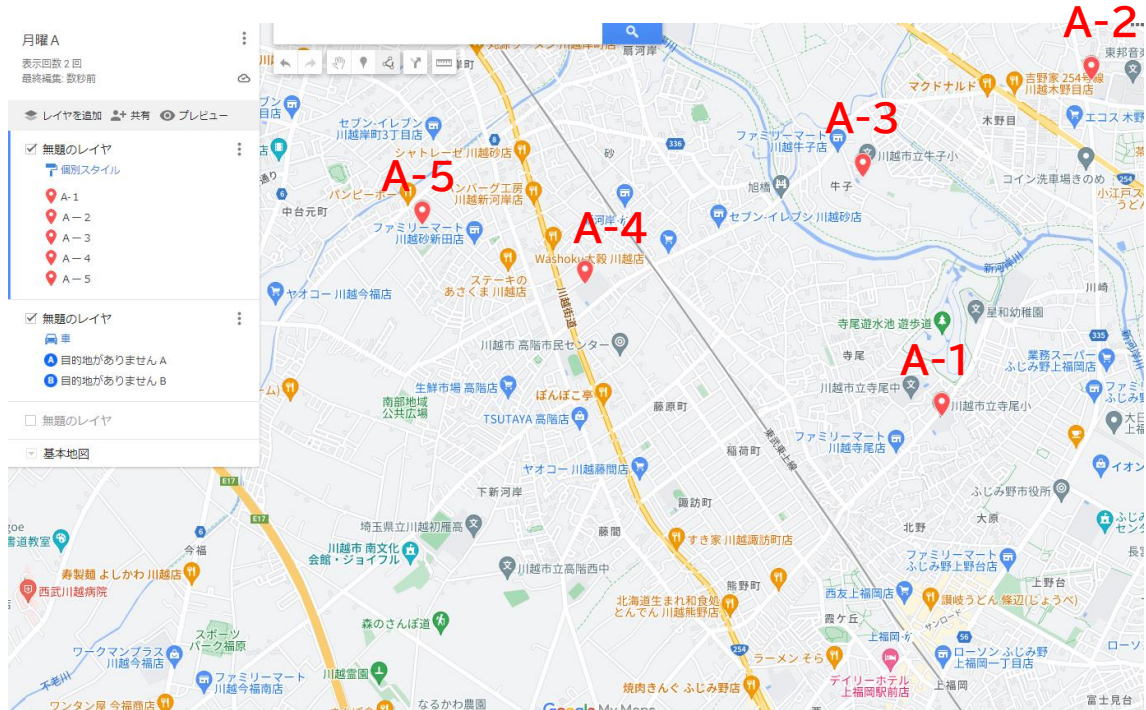 月曜A
表示回数 2 回
最終編集: 数秒前
レイヤを追加
共有
プレビュー
無題のレイヤ
個別スタイル
A-1
A－2
A－3
A－4
A－5
無題のレイヤ
車
A 目的地がありません A
B 目的地がありません B
無題のレイヤ
基本地図
A-2
A-3
A-5
A-4
A-1
扇河岸
東邦音
吉野家 254号線
川越木野目店
マクドナルド
木野目
エコス 木野
セブン-イレブン
川越岸町3丁目店
ファミリーマート
川越牛子店
川越市立牛子小
シャトレーゼ 川越砂店
砂
336
8
旭橋
牛子
コイン洗車場きのめ
254
小江戸
中台元町
6
ハンバーグ工房
川越新河岸店
ファミリーマート
川越砂新田店
セブン-イレブン 川越砂店
Washoku 太毅 川越店
ステーキの
あさくま 川越店
ヤオコー 川越今福店
川越街道
新河岸川
川崎
星和幼稚園
寺尾遊水池 遊歩道
335
川越市 高階市民センター
寺尾
業務スーパー
ふじみ野上福岡店
生鮮市場 高階店
南部地域
公共広場
ぽんぽこ亭
川越市立寺尾中
川越市立寺尾小
藤原町
TSUTAYA 高階店
稲荷町
東武東上線
ファミリーマート
川越寺尾店
ヤオコー 川越藤間店
E17
下新河岸
諏訪町
ふじみ野市役所
大原
E17
埼玉県立川越初雁高
藤間
すき家 川越諏訪町店
北野
6
今福
川越市 南文化
会館・ジョイフル
川越市立高階西中
ファミリーマート
ふじみ野上野台店
上野台
寿製麺 よしかわ 川越店
西武川越病院
熊野町
西友上福岡店
讃岐うどん 條辺(じょうべ)
北海道生まれ和食処
とんでん 川越熊野店
霞ケ丘
サンロード
森のさんぽ道
スポーツ
パーク福原
上福岡
56
254
ワークマンプラス
川越今福店
ラーメン そら
ローソン ふじみ野
上福岡一丁目店
川越霊園
ファミリーマート
川越今福南店
デイリーホテル
上福岡駅前店
上福岡
不老川
焼肉きんぐ ふじみ野店
富士見台
ワンタン屋 今福商店
なるかわ農園
Google My Maps